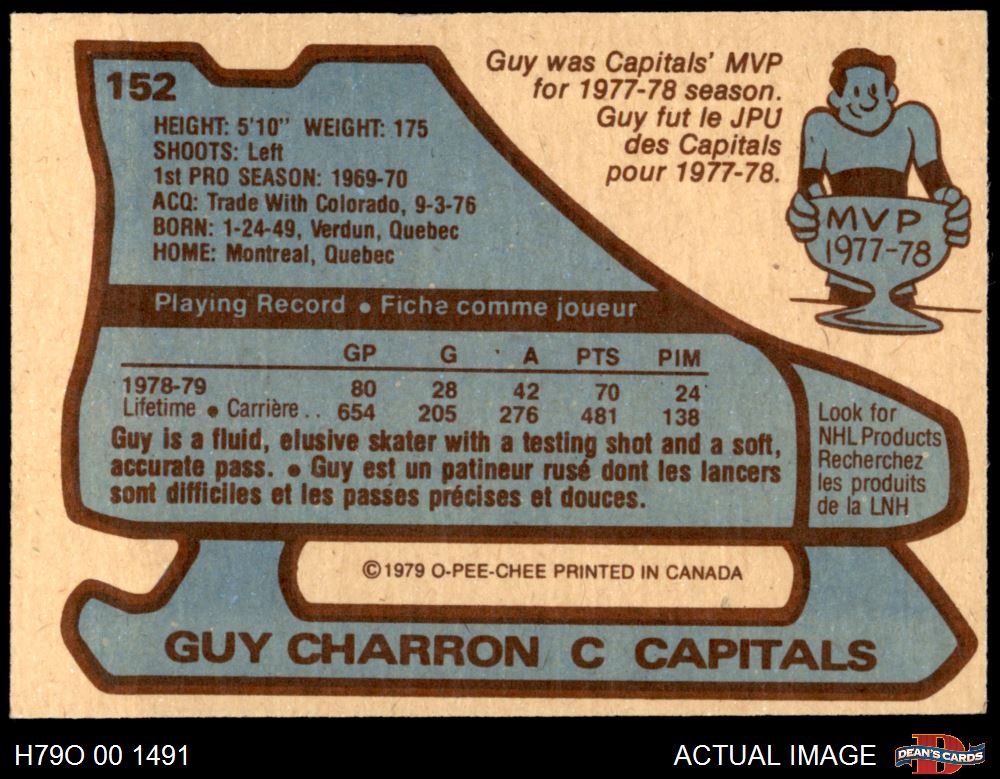 152
HEIGHT: 5'10" WEIGHT: 175
SHOOTS: Left
1st PRO SEASON: 1969-70
ACQ: Trade With Colorado, 9-3-76
BORN: 1-24-49, Verdun, Quebec
HOME: Montreal, Quebec
Guy was Capitals' MVP
for 1977-78 season.
Guy fut le JPU
des Capitals
pour 1977-78.
MVP
1977-78
Playing Record • Fiche comme joueur
GP G A PTS PIM
1978-79 80 28 42 70 24
Lifetime • Carrière .. 654 205 276 481 138
Guy is a fluid, elusive skater with a testing shot and a soft,
accurate pass. • Guy est un patineur rusé dont les lancers
sont difficiles et les passes précises et douces.
Look for
NHL Products
Recherchez
les produits
de la LNH
©1979 O-PEE-CHEE PRINTED IN CANADA
GUY CHARRON C CAPITALS
H79O 00 1491
ACTUAL IMAGE
D
DEAN'S CARDS